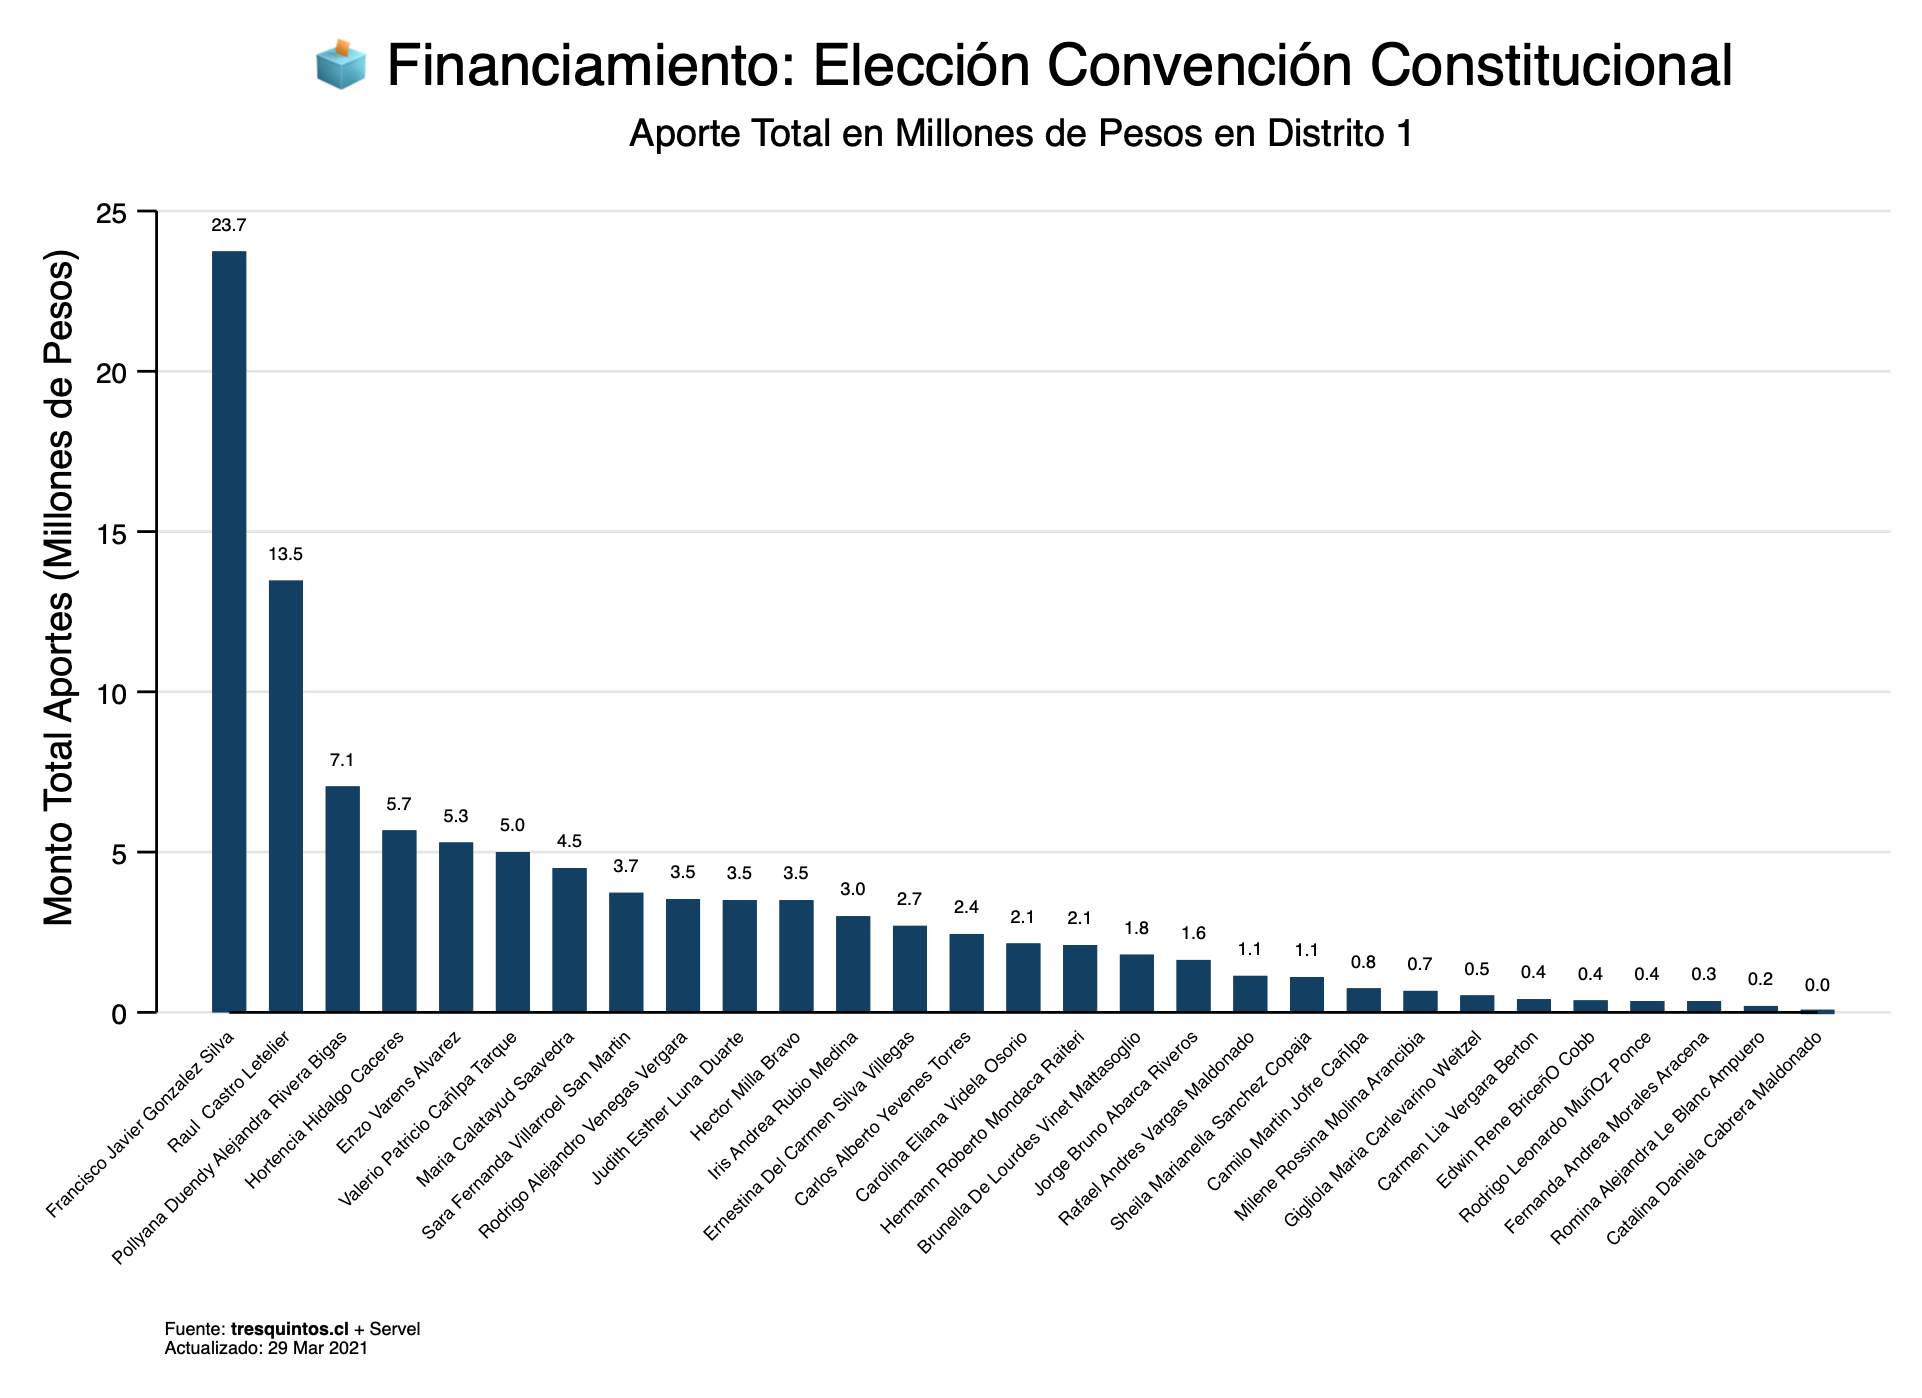 Financiamiento: Elección Convención Constitucional
Aporte Total en Millones de Pesos en Distrito 1
Monto Total Aportes (Millones de Pesos)
25
20
15
10
5
0
23.7
13.5
7.1
5.7
5.3
5.0
4.5
3.7
3.5
3.5
3.5
3.0
2.7
2.4
2.1
2.1
1.8
1.6
1.1
1.1
0.8
0.7
0.5
0.4
0.4
0.4
0.3
0.2
0.0
Francisco Javier Gonzalez Silva
Raul  Castro Letelier
Pollyana Duendy Alejandra Rivera Bigas
Hortencia Hidalgo Caceres
Enzo Varens Alvarez
Valerio Patricio Cañlpa Tarque
Maria Calatayud Saavedra
Sara Fernanda Villarroel San Martin
Rodrigo Alejandro Venegas Vergara
Judith Esther Luna Duarte
Hector Milla Bravo
Iris Andrea Rubio Medina
Ernestina Del Carmen Silva Villegas
Carlos Alberto Yevenes Torres
Carolina Eliana Videla Osorio
Hermann Roberto Mondaca Raiteri
Brunella De Lourdes Vinet Mattasoglio
Jorge Bruno Abarca Riveros
Rafael Andres Vargas Maldonado
Sheila Marianella Sanchez Copaja
Camilo Martin Jofre Cañlpa
Milene Rossina Molina Arancibia
Gigliola Maria Carlevarino Weitzel
Carmen Lia Vergara Berton
Edwin Rene BriceñO Cobb
Rodrigo Leonardo MuñOz Ponce
Fernanda Andrea Morales Aracena
Romina Alejandra Le Blanc Ampuero
Catalina Daniela Cabrera Maldonado
Fuente: tresquintos.cl + Servel
Actualizado: 29 Mar 2021